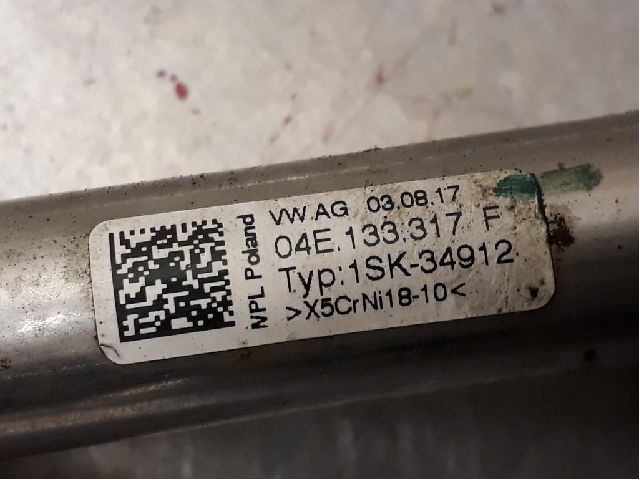 VW.AG 03.08.17
04E.133.317 F
Typ:1SK-34912
>X5CrNi18-10<
NPL Poland